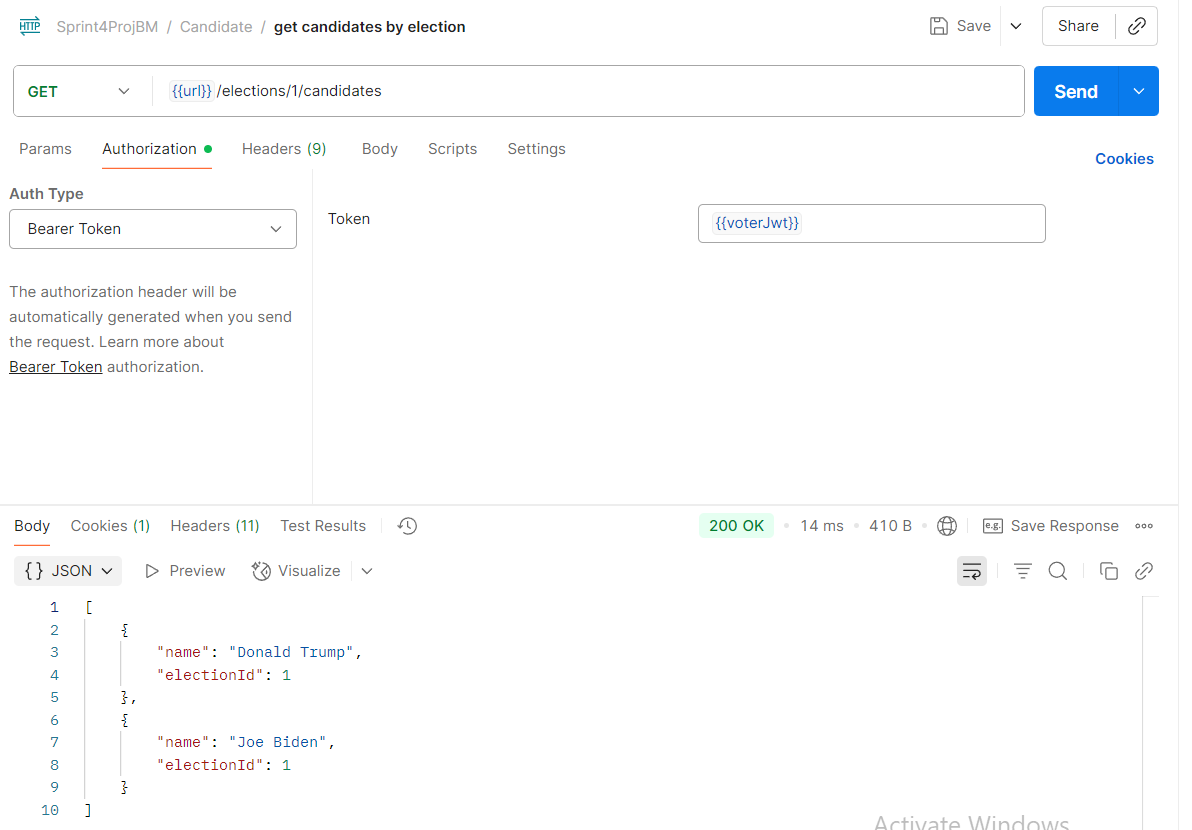 HTTP Sprint4ProjBM / Candidate / get candidates by election Save Share
GET {{url}} /elections/1/candidates Send
Params Authorization Headers (9) Body Scripts Settings Cookies
Auth Type
Bearer Token
Token {{voterJwt}}
The authorization header will be
automatically generated when you send
the request. Learn more about
Bearer Token authorization.
Body Cookies (1) Headers (11) Test Results 200 OK • 14 ms • 410 B • e.g. Save Response
{} JSON Preview Visualize
1 [
2 {
3 "name": "Donald Trump",
4 "electionId": 1
5 },
6 {
7 "name": "Joe Biden",
8 "electionId": 1
9 }
10 ]
Activate Windows